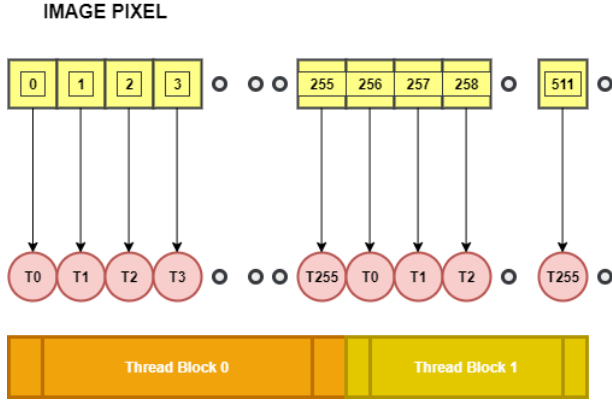 IMAGE PIXEL
0 1 2 3 255 256 257 258 511
T0 T1 T2 T3 T255 T0 T1 T2 T255
Thread Block 0 Thread Block 1